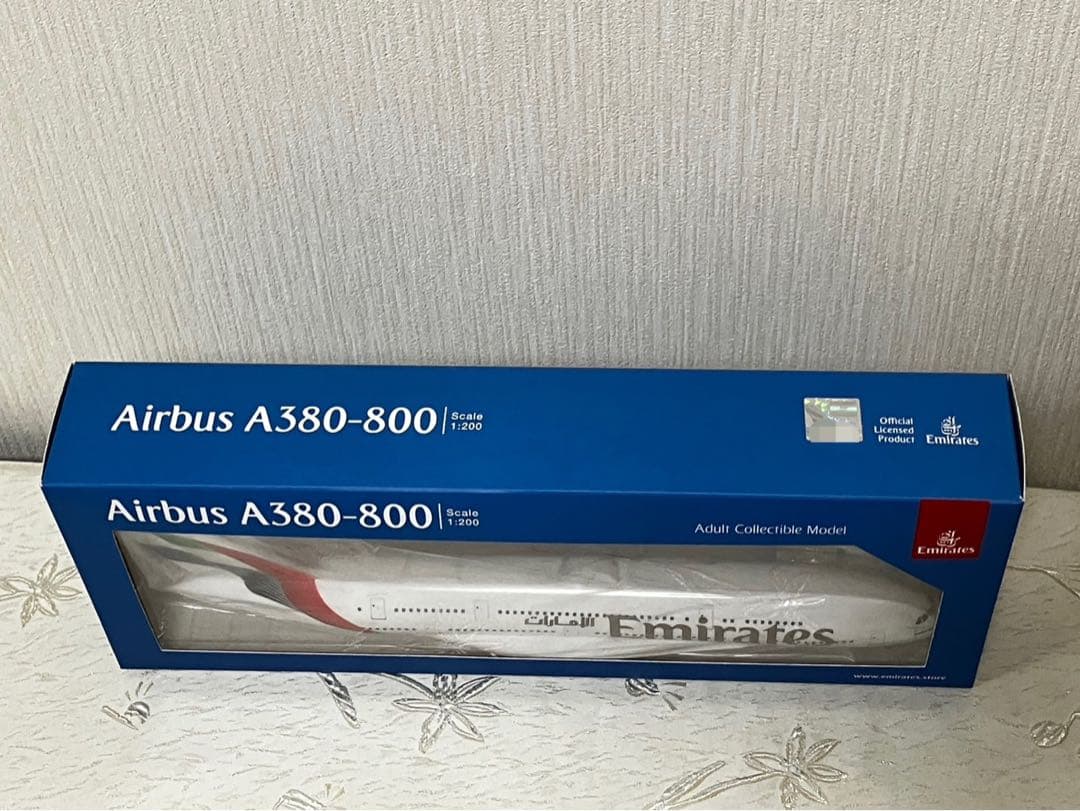 Airbus A380-800
Scale
1:200
Official
Licensed
Product
Emirates
Airbus A380-800
Scale
1:200
Adult Collectible Model
Emirates
الإمارات
Emirates
www.emirates.store